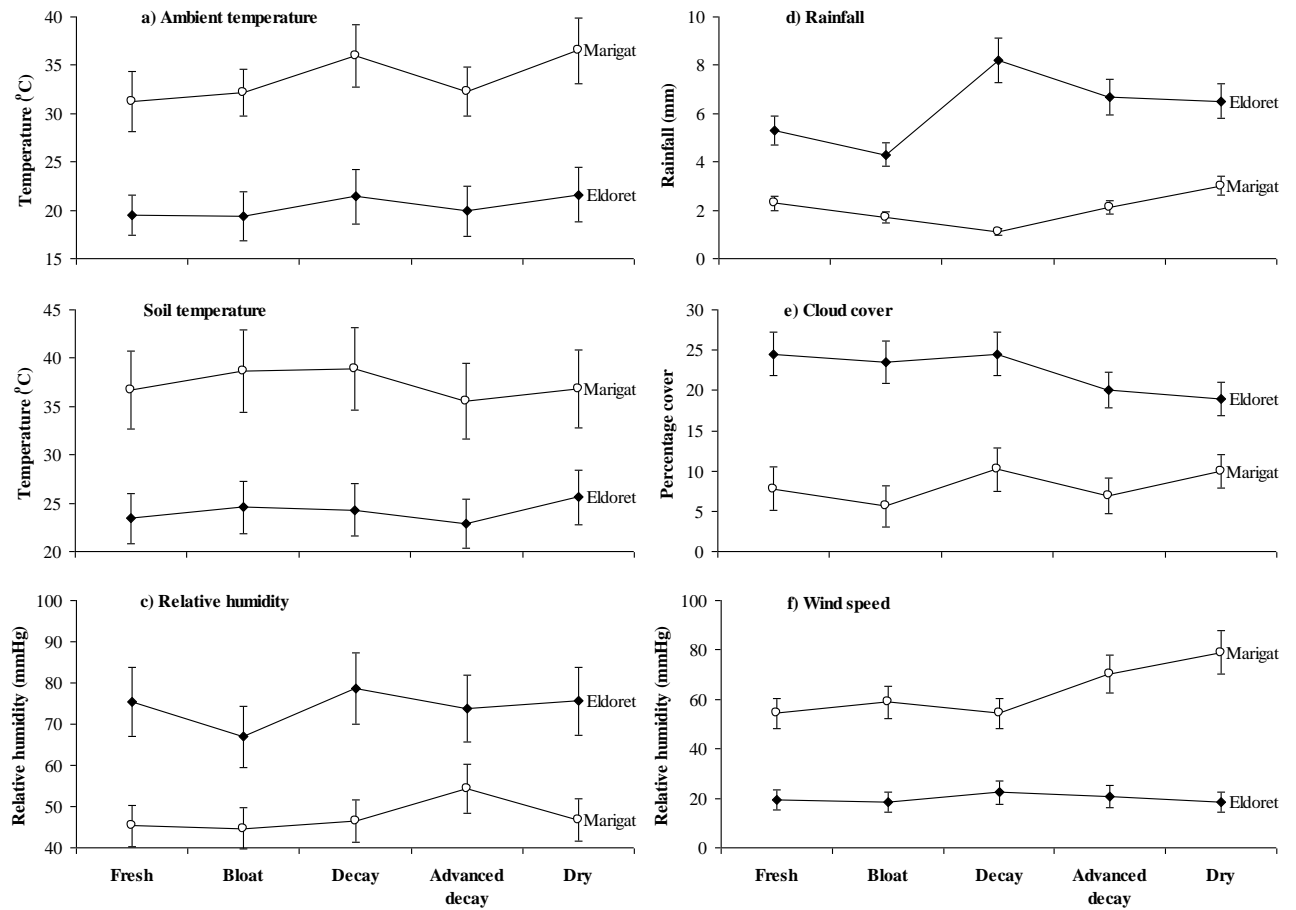 a) Ambient temperature
Temperature (°C)
40
35
30
25
20
15
Marigat
Eldoret
d) Rainfall
Rainfall (mm)
10
8
6
4
2
0
Eldoret
Marigat
Soil temperature
Temperature (°C)
45
40
35
30
25
20
Marigat
Eldoret
e) Cloud cover
Percentage cover
30
25
20
15
10
5
0
Eldoret
Marigat
c) Relative humidity
Relative humidity (mmHg)
100
90
80
70
60
50
40
Eldoret
Marigat
Fresh
Bloat
Decay
Advanced
decay
Dry
f) Wind speed
Relative humidity (mmHg)
100
80
60
40
20
0
Marigat
Eldoret
Fresh
Bloat
Decay
Advanced
decay
Dry